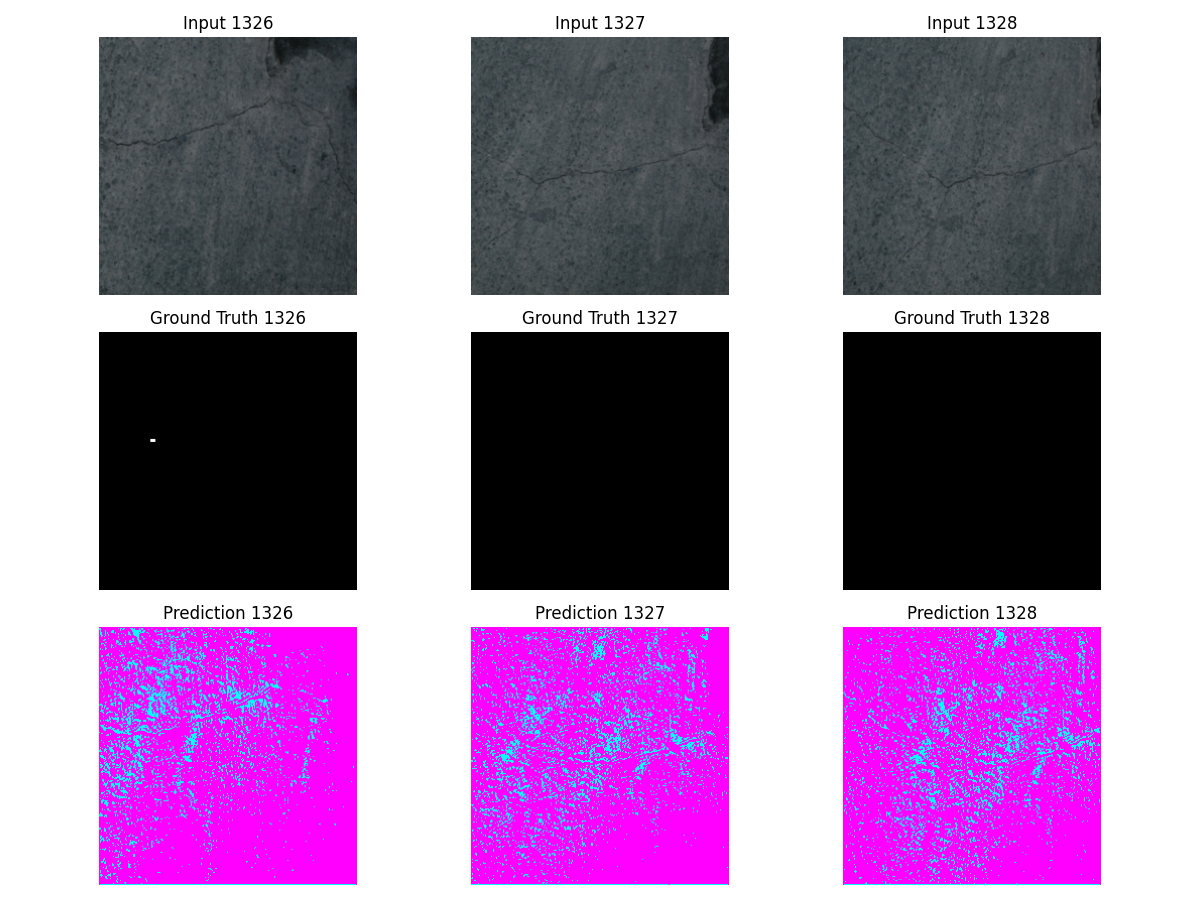 Input 1326
Input 1327
Input 1328
Ground Truth 1326
Ground Truth 1327
Ground Truth 1328
Prediction 1326
Prediction 1327
Prediction 1328